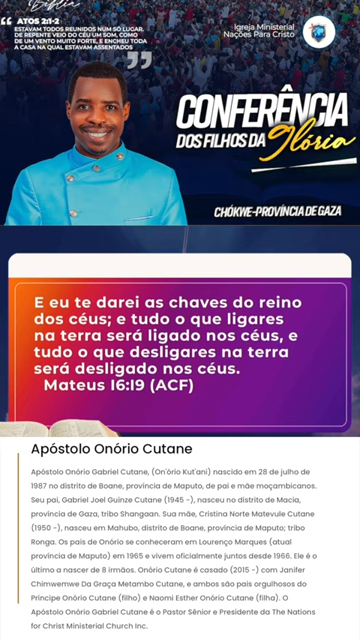 Bíblia
“ ATOS 2:1-2
ESTAVAM TODOS REUNIDOS NUM SÓ LUGAR,
DE REPENTE VEIO DO CÉU UM SOM, COMO
DE UM VENTO MUITO FORTE, E ENCHEU TODA
A CASA NA QUAL ESTAVAM ASSENTADOS
”
Igreja Ministerial
Nações Para Cristo
CONFERÊNCIA
DOS FILHOS DA glória
CHÓKWE-PROVÍNCIA DE GAZA
E eu te darei as chaves do reino
dos céus; e tudo o que ligares
na terra será ligado nos céus, e
tudo o que desligares na terra
será desligado nos céus.
Mateus 16:19 (ACF)
Apóstolo Onório Cutane
Apóstolo Onório Gabriel Cutane, (On'ório Kut'ani) nascido em 28 de julho de
1987 no distrito de Boane, província de Maputo, de pai e mãe moçambicanos.
Seu pai, Gabriel Joel Guinze Cutane (1945 -), nasceu no distrito de Macia,
província de Gaza, tribo Shangaan. Sua mãe, Cristina Norte Matevule Cutane
(1950 -), nasceu em Mahubo, distrito de Boane, província de Maputo; tribo
Ronga. Os pais de Onório se conheceram em Lourenço Marques (atual
província de Maputo) em 1965 e vivem oficialmente juntos desde 1966. Ele é o
último a nascer de 8 irmãos. Onório Cutane é casado (2015 -) com Janifer
Chimwemwe Da Graça Metambo Cutane, e ambos são pais orgulhosos do
Príncipe Onório Cutane (filho) e Naomi Esther Onório Cutane (filha). O
Apóstolo Onório Gabriel Cutane é o Pastor Sênior e Presidente da The Nations
for Christ Ministerial Church Inc.